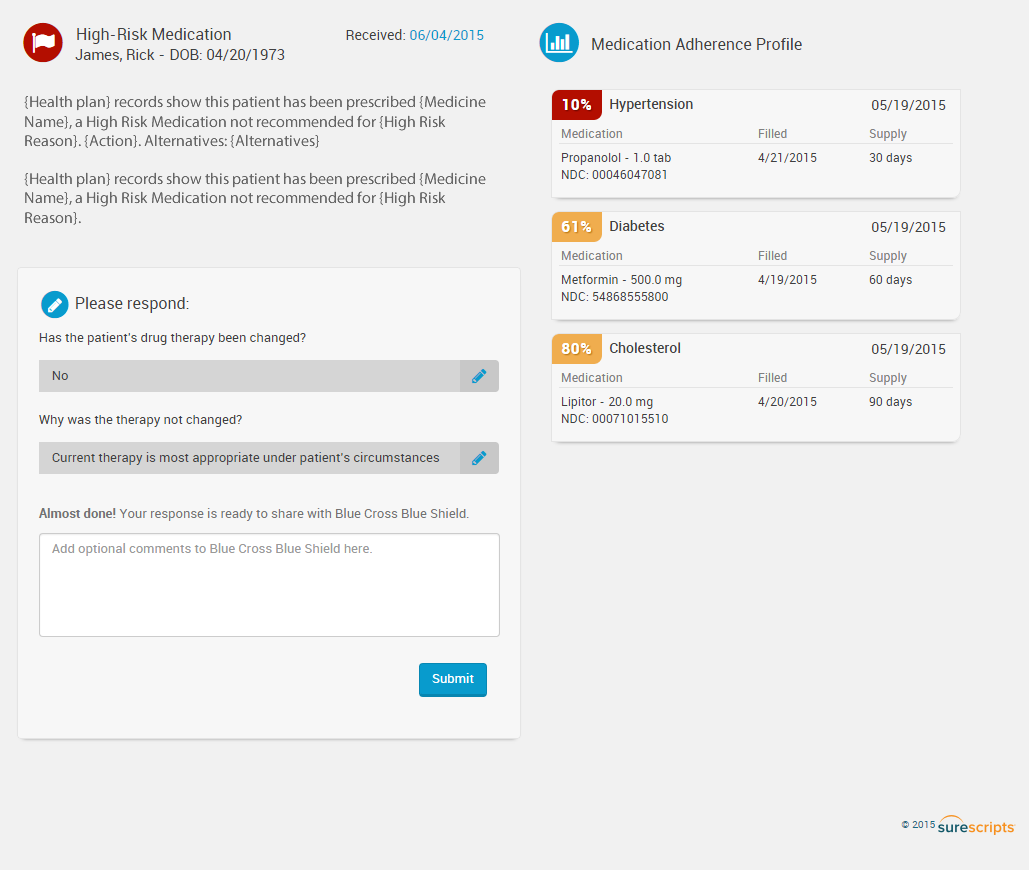 High-Risk Medication
James, Rick - DOB: 04/20/1973
Received: 06/04/2015
{Health plan} records show this patient has been prescribed {Medicine
Name}, a High Risk Medication not recommended for {High Risk
Reason}. {Action}. Alternatives: {Alternatives}
{Health plan} records show this patient has been prescribed {Medicine
Name}, a High Risk Medication not recommended for {High Risk
Reason}.
Please respond:
Has the patient's drug therapy been changed?
No
Why was the therapy not changed?
Current therapy is most appropriate under patient's circumstances
Almost done! Your response is ready to share with Blue Cross Blue Shield.
Add optional comments to Blue Cross Blue Shield here.
Submit
Medication Adherence Profile
10% Hypertension 05/19/2015
Medication Filled Supply
Propanolol - 1.0 tab 4/21/2015 30 days
NDC: 00046047081
61% Diabetes 05/19/2015
Medication Filled Supply
Metformin - 500.0 mg 4/19/2015 60 days
NDC: 54868555800
80% Cholesterol 05/19/2015
Medication Filled Supply
Lipitor - 20.0 mg 4/20/2015 90 days
NDC: 00071015510
© 2015 surescripts